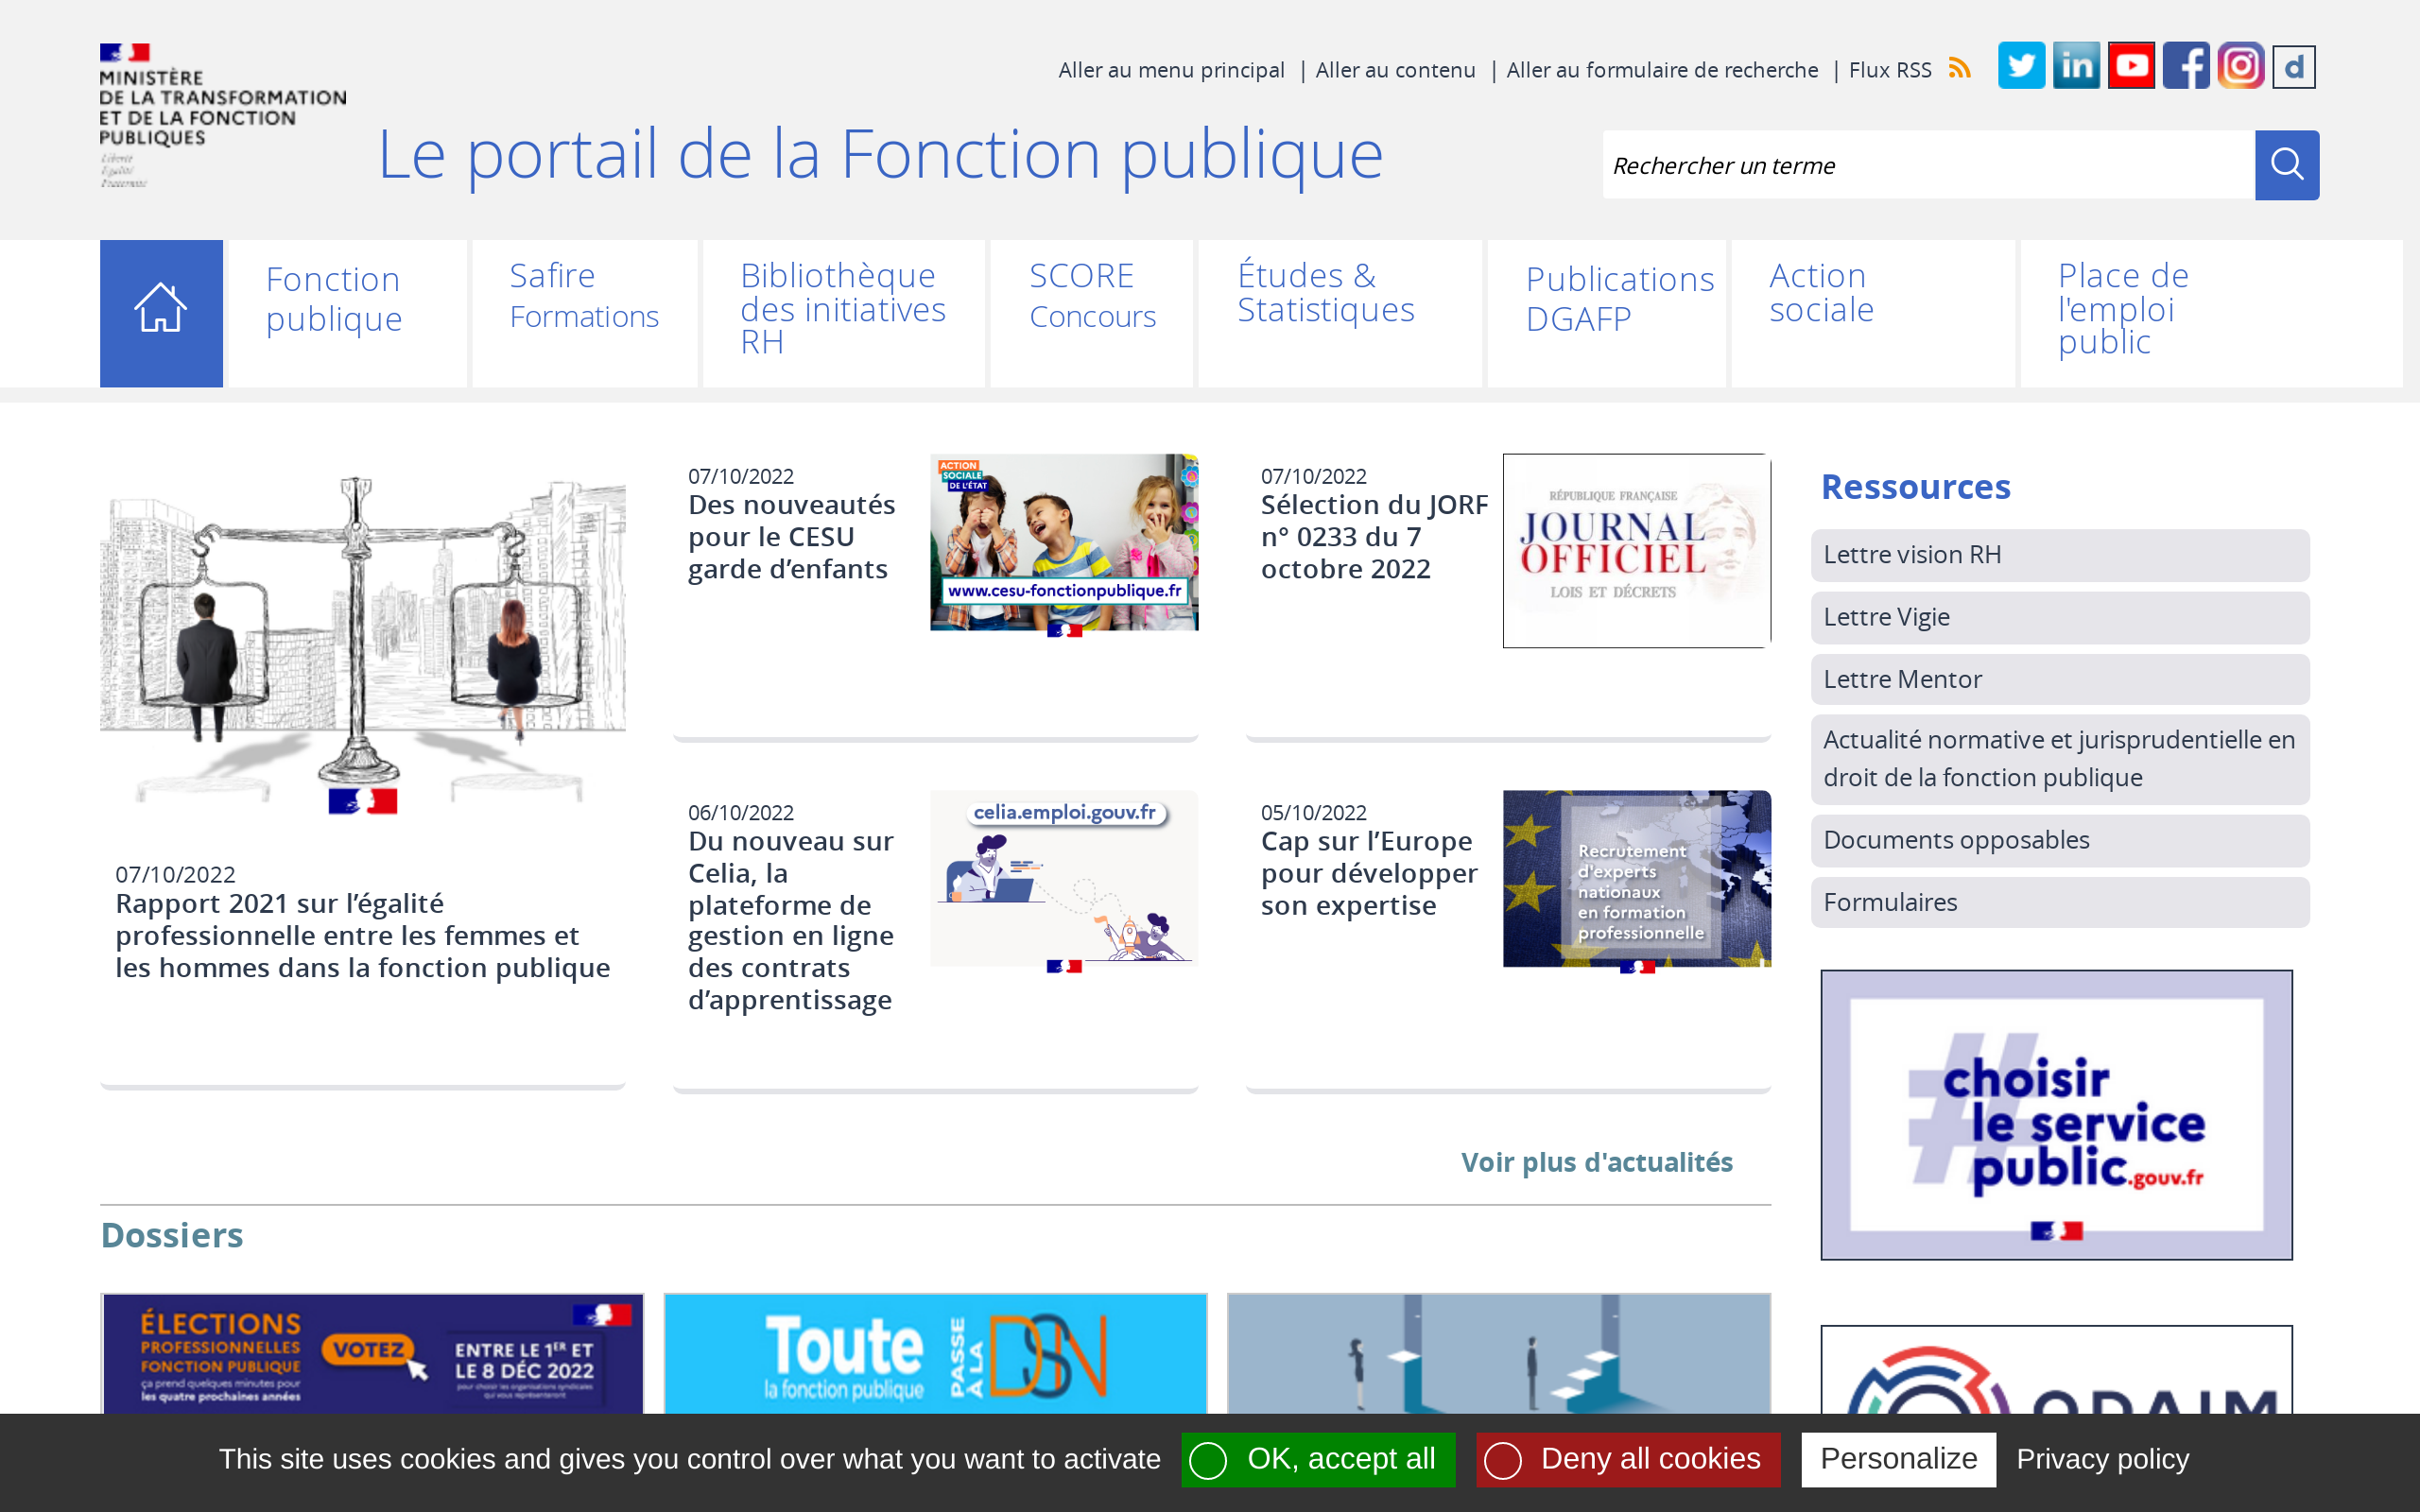 MINISTÈRE
DE LA TRANSFORMATION
ET DE LA FONCTION
PUBLIQUES
Liberté
Égalité
Fraternité
Aller au menu principal | Aller au contenu | Aller au formulaire de recherche | Flux RSS
Le portail de la Fonction publique
Rechercher un terme
Fonction
publique
Safire
Formations
Bibliothèque
des initiatives
RH
SCORE
Concours
Études &
Statistiques
Publications
DGAFP
Action
sociale
Place de
l'emploi
public
07/10/2022
Rapport 2021 sur l’égalité
professionnelle entre les femmes et
les hommes dans la fonction publique
07/10/2022
Des nouveautés
pour le CESU
garde d’enfants
ACTION
SOCIALE
DE L'ÉTAT
www.cesu-fonctionpublique.fr
07/10/2022
Sélection du JORF
n° 0233 du 7
octobre 2022
RÉPUBLIQUE FRANÇAISE
JOURNAL
OFFICIEL
LOIS ET DÉCRETS
06/10/2022
Du nouveau sur
Celia, la
plateforme de
gestion en ligne
des contrats
d’apprentissage
celia.emploi.gouv.fr
05/10/2022
Cap sur l’Europe
pour développer
son expertise
Recrutement
d'experts
nationaux
en formation
professionnelle
Voir plus d'actualités
Ressources
Lettre vision RH
Lettre Vigie
Lettre Mentor
Actualité normative et jurisprudentielle en
droit de la fonction publique
Documents opposables
Formulaires
#choisir
le service
public.gouv.fr
Dossiers
ÉLECTIONS
PROFESSIONNELLES
FONCTION PUBLIQUE
ça prend quelques minutes pour
les quatre prochaines années
VOTEZ
ENTRE LE 1ER ET
LE 8 DÉC 2022
pour choisir les organisations syndicales
qui vous représenteront
Toute
la fonction publique
PASSE
À LA
DSN
This site uses cookies and gives you control over what you want to activate
OK, accept all
Deny all cookies
Personalize
Privacy policy